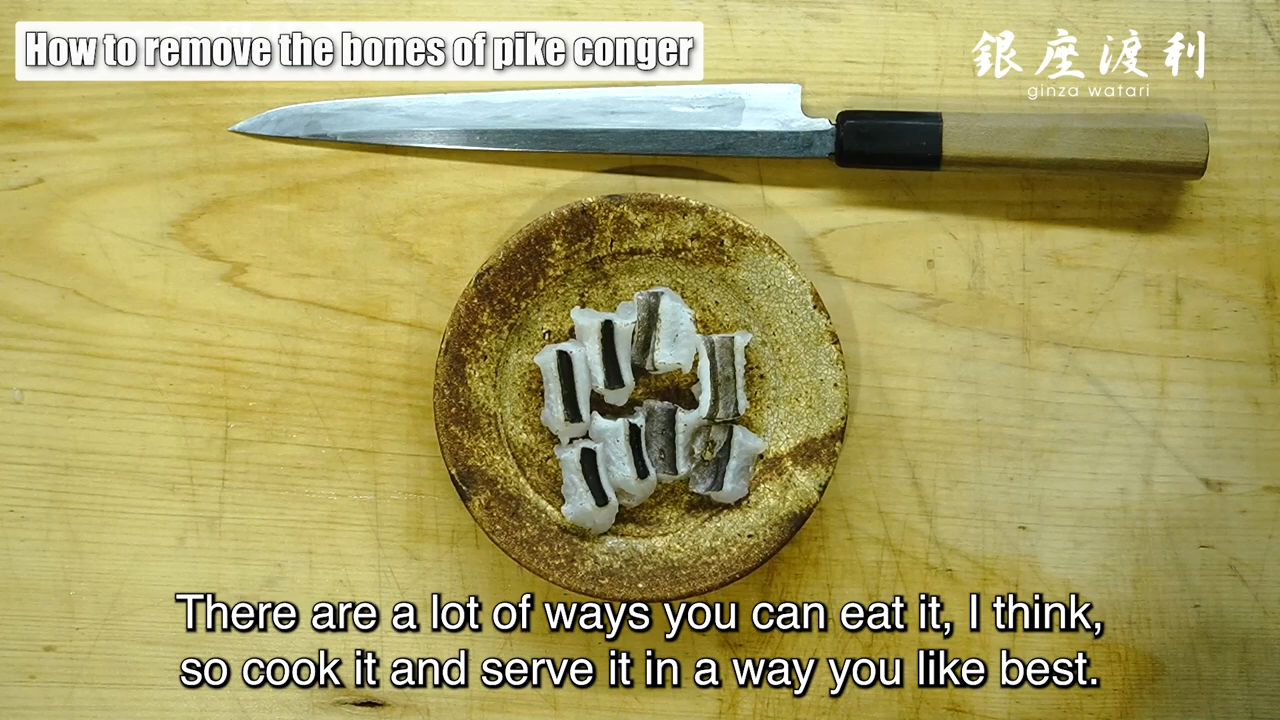 How to remove the bones of pike conger
銀座渡利
ginza watari
There are a lot of ways you can eat it, I think,
so cook it and serve it in a way you like best.